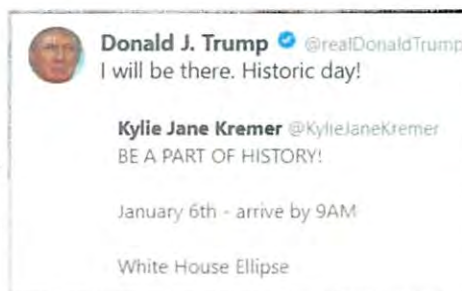 Donald J. Trump @realDonaldTrump
I will be there. Historic day!
Kylie Jane Kremer @KylieJaneKremer
BE A PART OF HISTORY!
January 6th - arrive by 9AM
White House Ellipse